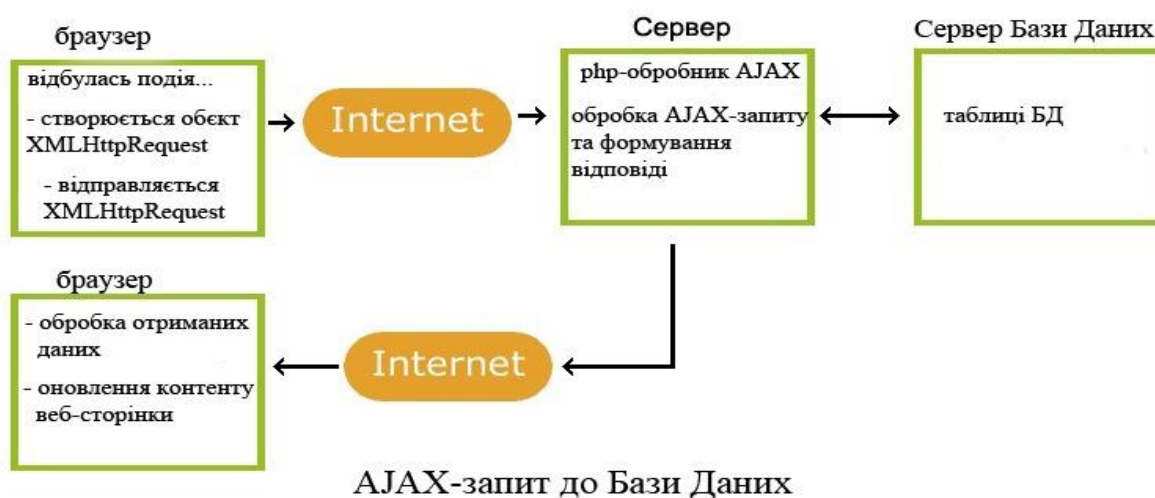 браузер
відбулась подія...
- створюється обєкт
XMLHttpRequest
- відправляється
XMLHttpRequest
Internet
Сервер
php-обробник AJAX
обробка AJAX-запиту
та формування
відповіді
Сервер Бази Даних
таблиці БД
браузер
- обробка отриманих
даних
- оновлення контенту
веб-сторінки
Internet
AJAX-запит до Бази Даних